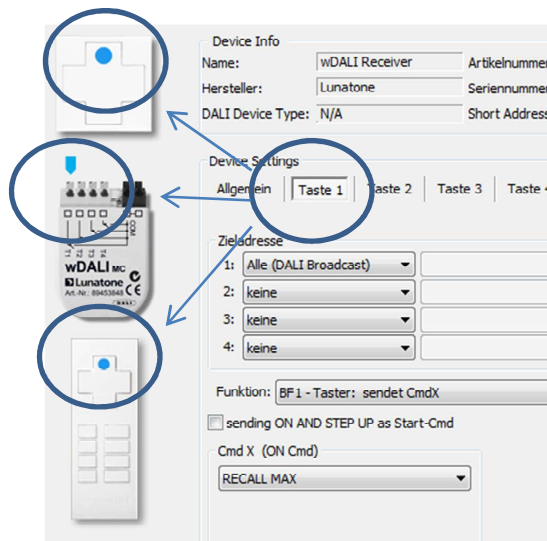 Device Info
Name: wDALI Receiver Artikelnummer
Hersteller: Lunatone Seriennummer
DALI Device Type: N/A Short Address
Device Settings
Allgemein Taste 1 Taste 2 Taste 3 Taste 4
Zieladresse
1: Alle (DALI Broadcast)
2: keine
3: keine
4: keine
Funktion: BF1 - Taster: sendet CmdX
sending ON AND STEP UP as Start-Cmd
Cmd X (ON Cmd)
RECALL MAX
COM
wDALI MC
Lunatone
Art.-Nr.: 89453848 CE
DALI